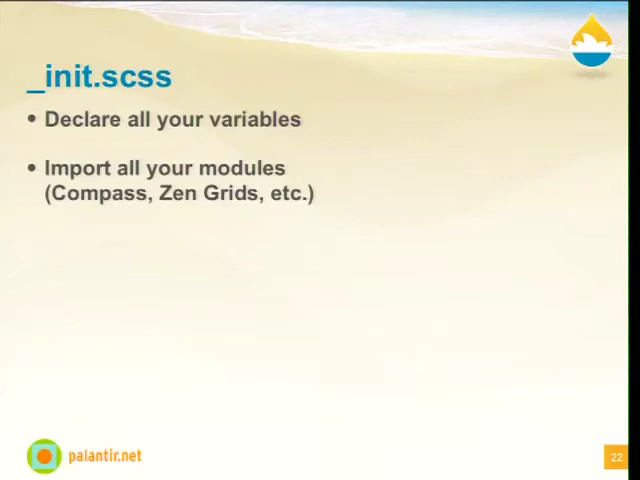 _init.scss
• Declare all your variables
• Import all your modules
(Compass, Zen Grids, etc.)
palantir.net
22